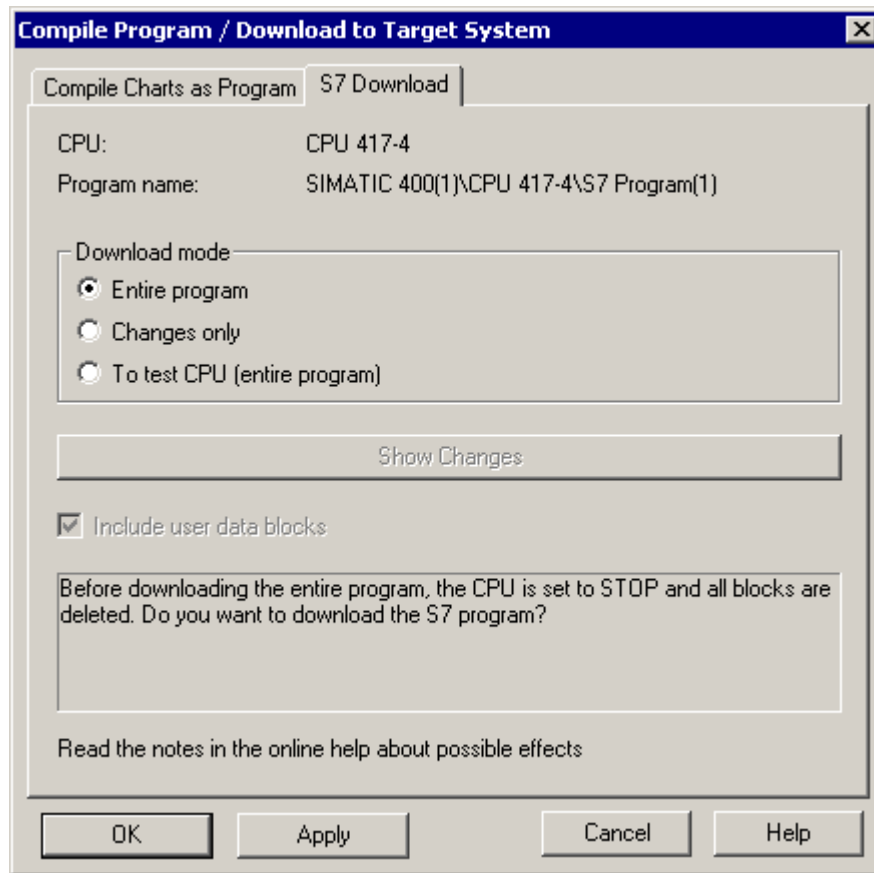 Compile Program / Download to Target System
Compile Charts as Program S7 Download
CPU: CPU 417-4
Program name: SIMATIC 400(1)\CPU 417-4\S7 Program(1)
Download mode
Entire program
Changes only
To test CPU (entire program)
Show Changes
Include user data blocks
Before downloading the entire program, the CPU is set to STOP and all blocks are
deleted. Do you want to download the S7 program?
Read the notes in the online help about possible effects
OK Apply Cancel Help